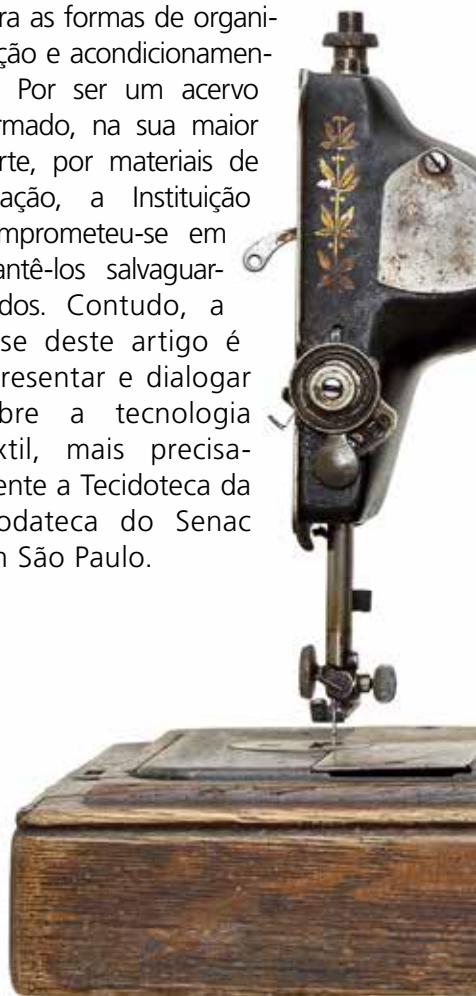 ra as formas de organi-
ção e acondicionamen-
Por ser um acervo
rmado, na sua maior
rte, por materiais de
ação, a Instituição
mprometeu-se em
antê-los salvaguar-
dos. Contudo, a
se deste artigo é
resentar e dialogar
bre a tecnologia
xtil, mais precisa-
ente a Tecidoteca da
odateca do Senac
m São Paulo.